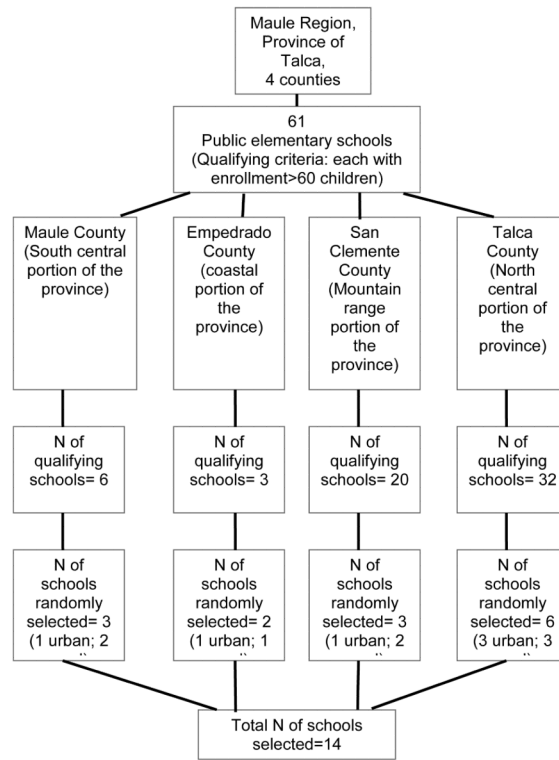 Maule Region,
Province of
Talca,
4 counties
61
Public elementary schools
(Qualifying criteria: each with
enrollment>60 children)
Maule County
(South central
portion of the
province)
Empedrado
County
(coastal
portion of
the
province)
San
Clemente
County
(Mountain
range
portion of
the
province)
Talca
County
(North
central
portion of
the
province)
N of
qualifying
schools= 6
N of
qualifying
schools= 3
N of
qualifying
schools= 20
N of
qualifying
schools= 32
N of
schools
randomly
selected= 3
(1 urban; 2
N of
schools
randomly
selected= 2
(1 urban; 1
N of
schools
randomly
selected= 3
(1 urban; 2
N of
schools
randomly
selected= 6
(3 urban; 3
Total N of schools
selected=14